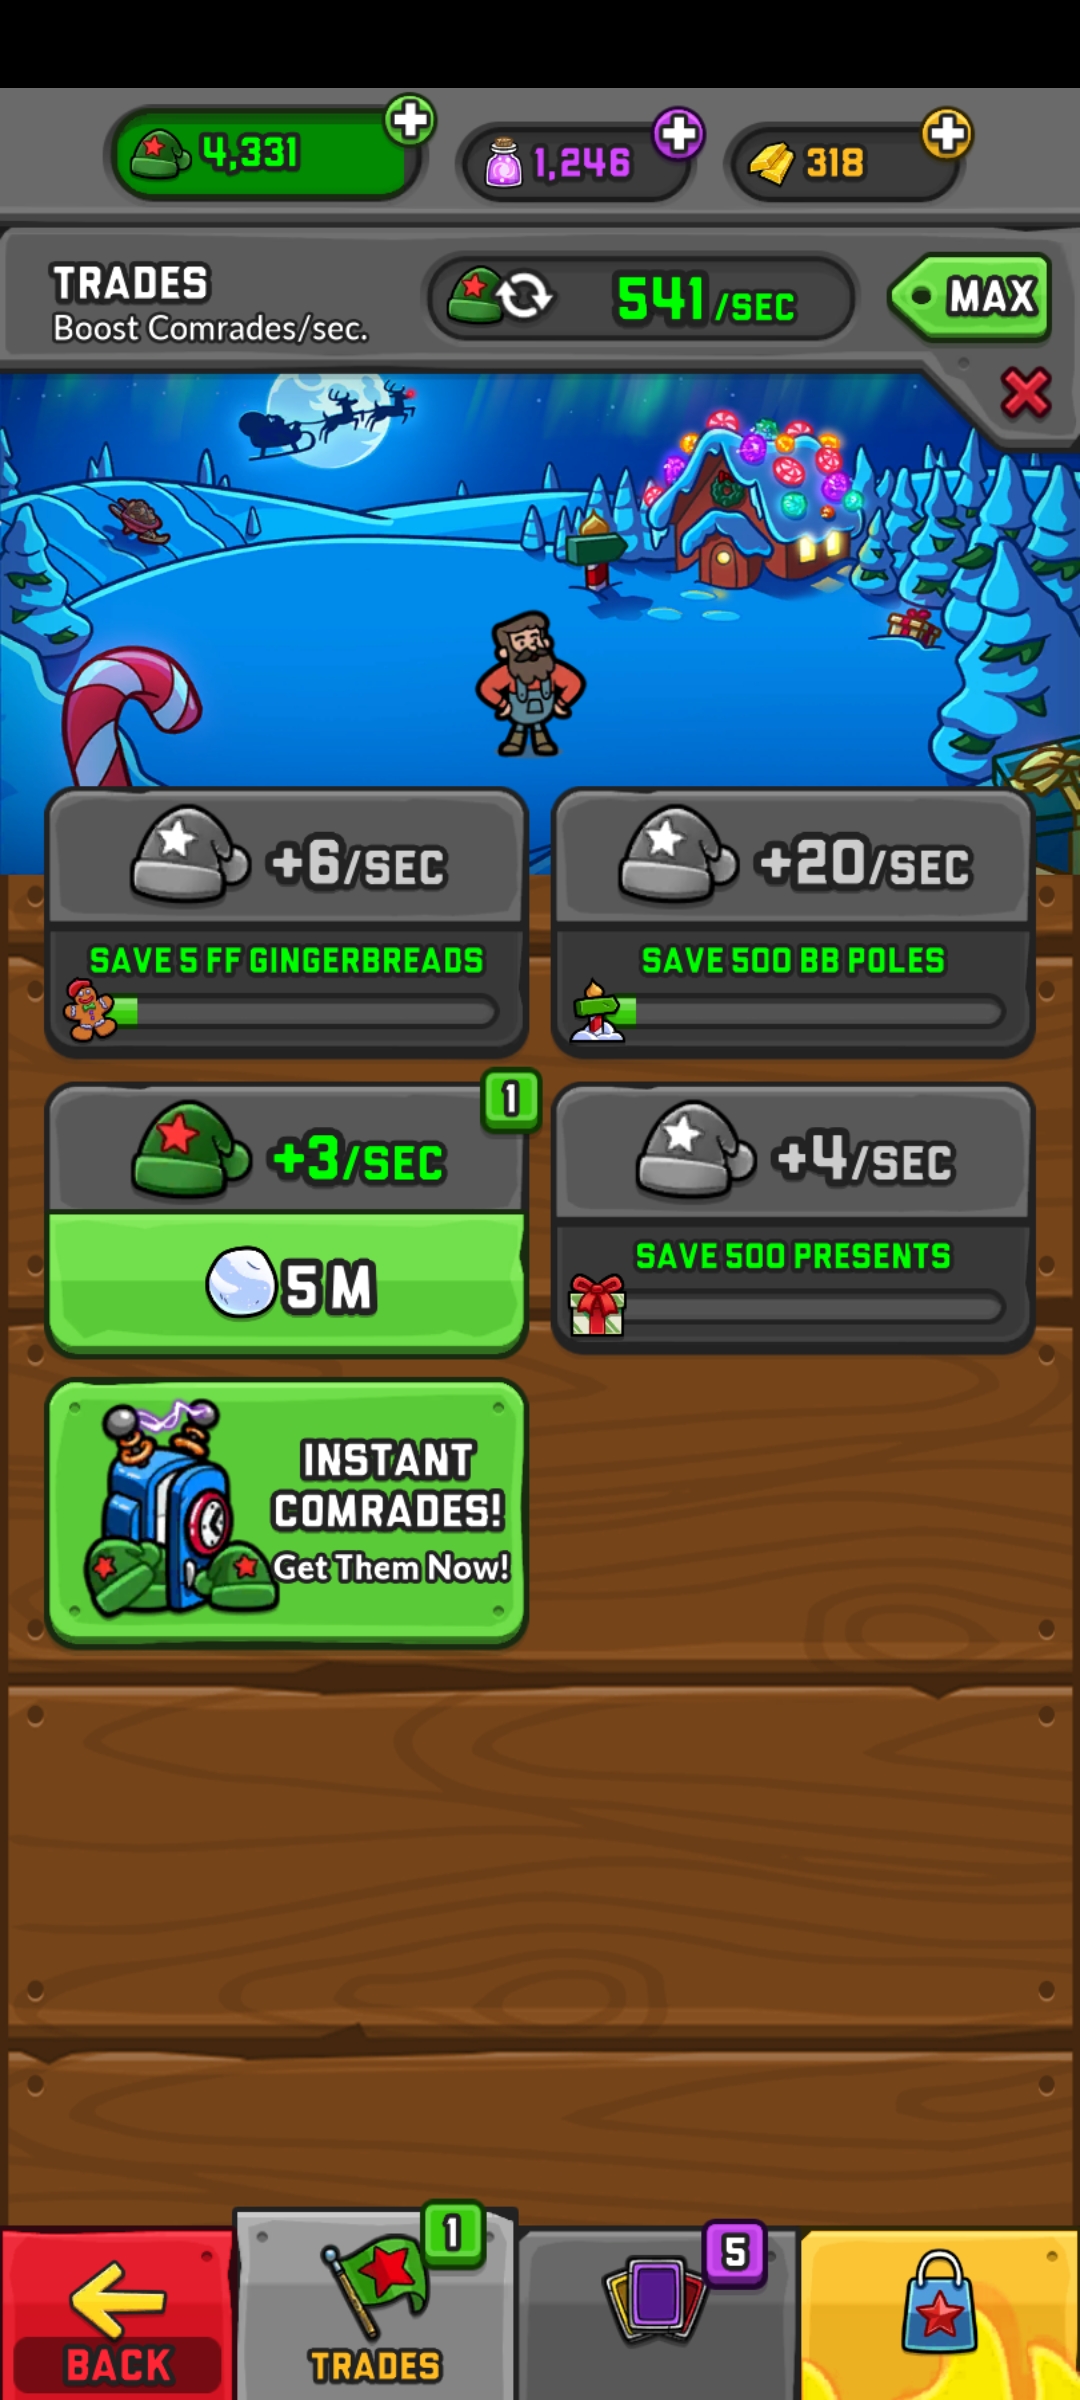 4,331
1,246
318
TRADES
Boost Comrades/sec.
541/SEC
MAX
+6/SEC
SAVE 5 FF GINGERBREADS
+20/SEC
SAVE 500 BB POLES
1
+3/SEC
5 M
+4/SEC
SAVE 500 PRESENTS
INSTANT
COMRADES!
Get Them Now!
BACK
1
TRADES
5